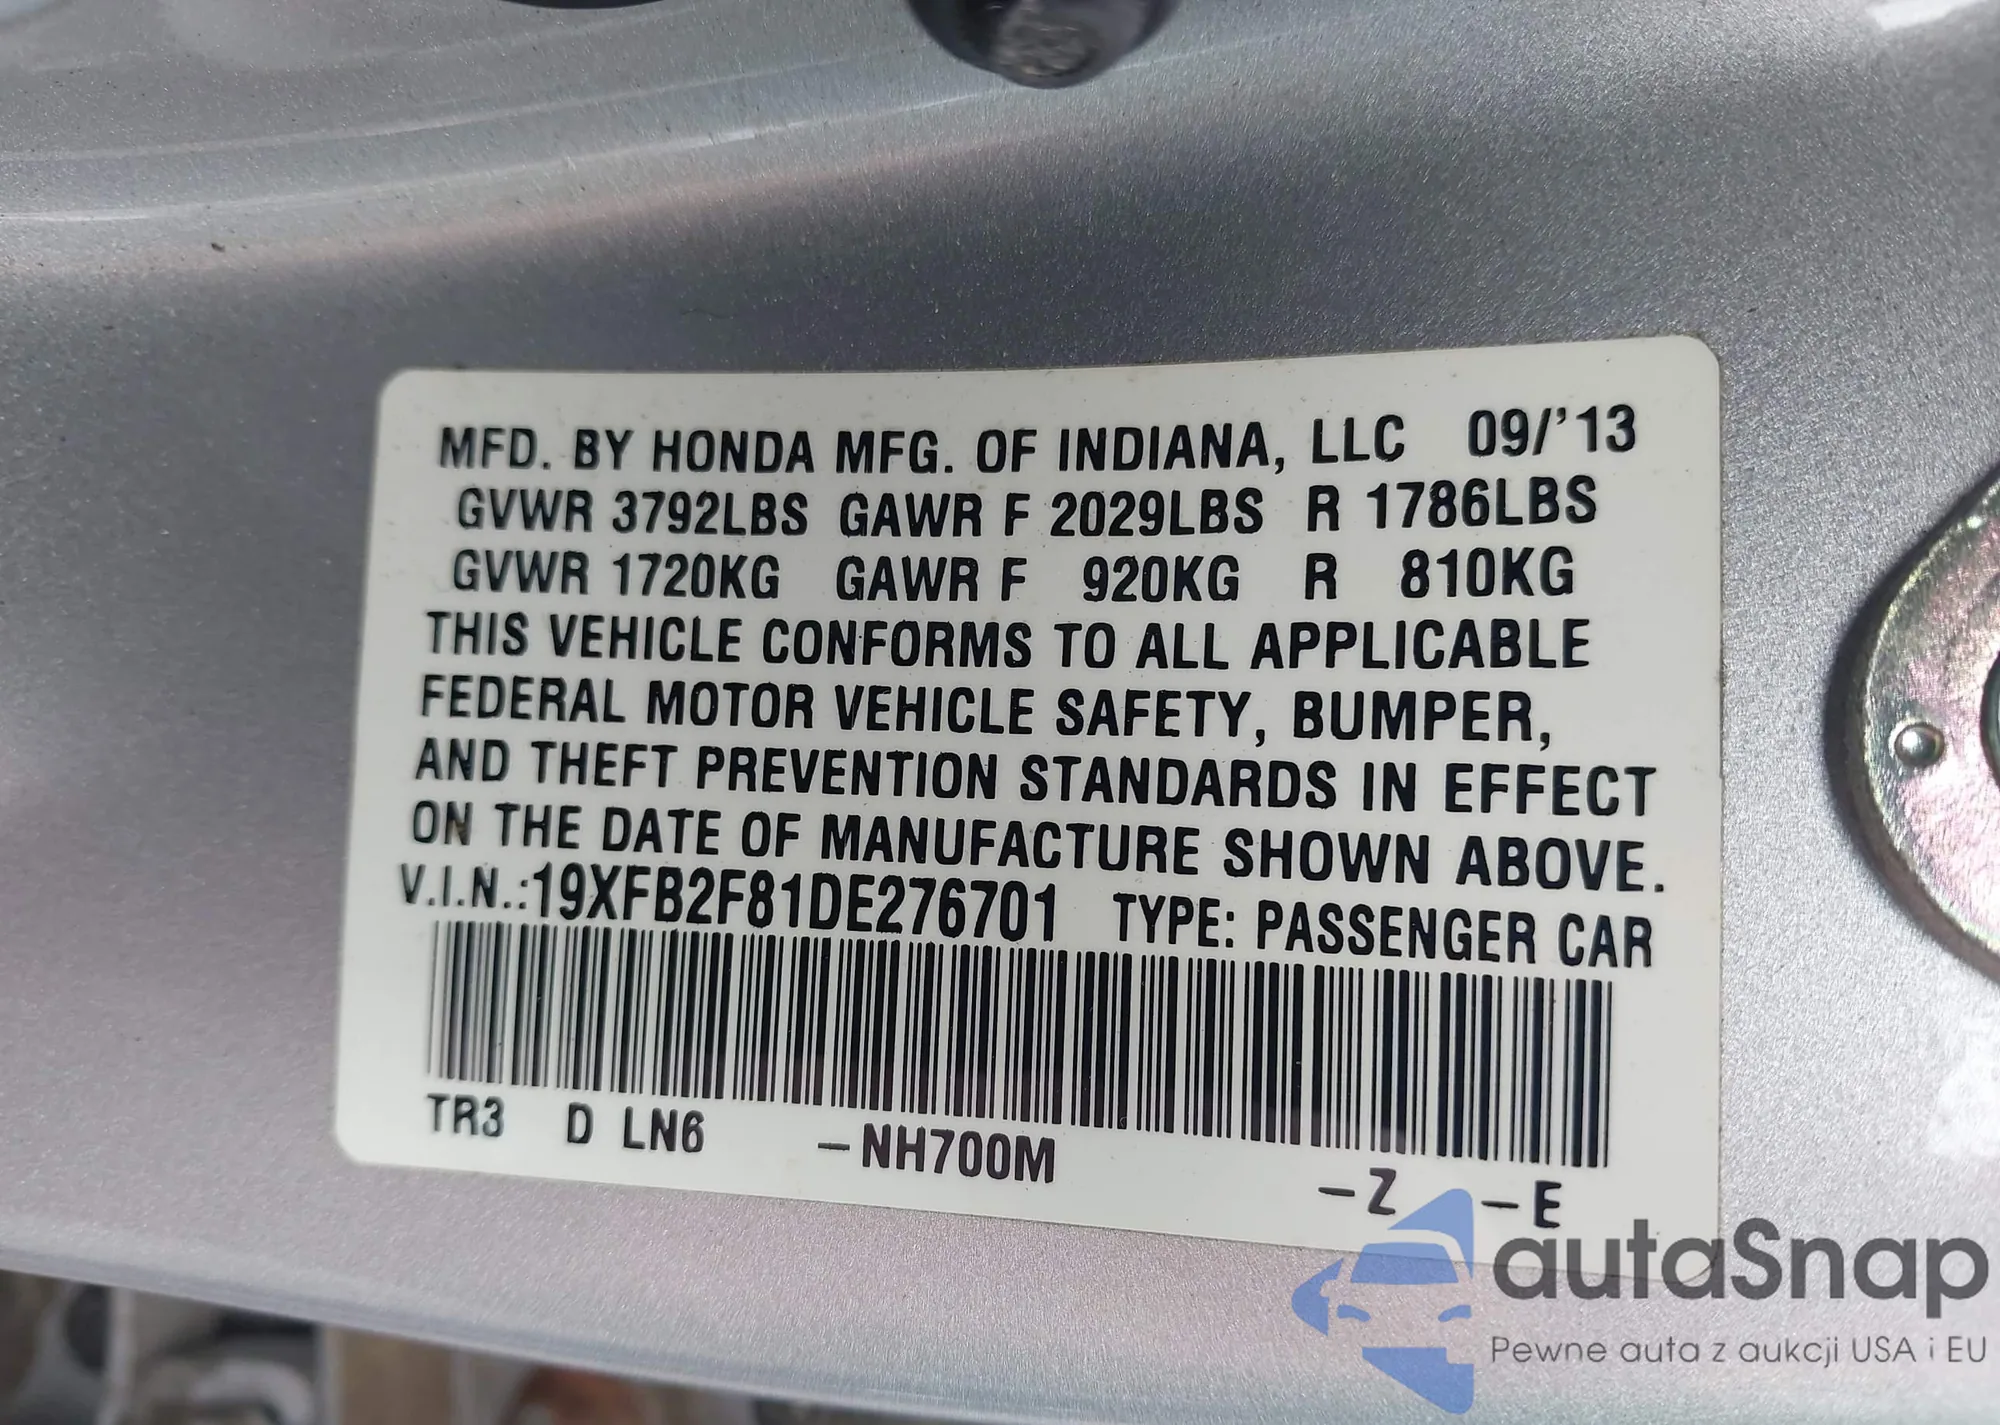 MFD. BY HONDA MFG. OF INDIANA, LLC 09/'13
GVWR 3792LBS GAWR F 2029LBS R 1786LBS
GVWR 1720KG GAWR F 920KG R 810KG
THIS VEHICLE CONFORMS TO ALL APPLICABLE
FEDERAL MOTOR VEHICLE SAFETY, BUMPER,
AND THEFT PREVENTION STANDARDS IN EFFECT
ON THE DATE OF MANUFACTURE SHOWN ABOVE.
V.I.N.:19XFB2F81DE276701 TYPE: PASSENGER CAR
TR3 D LN6 –NH700M –Z –E
autaSnap
Pewne auta z aukcji USA i EU